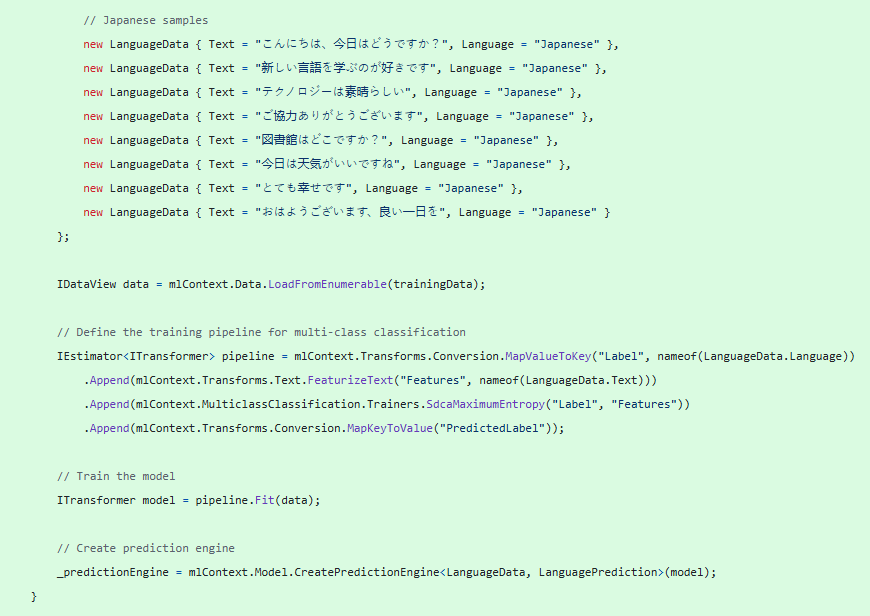 // Japanese samples
new LanguageData { Text = "こんにちは、今日はどうですか？", Language = "Japanese" },
new LanguageData { Text = "新しい言語を学ぶのが好きです", Language = "Japanese" },
new LanguageData { Text = "テクノロジーは素晴らしい", Language = "Japanese" },
new LanguageData { Text = "ご協力ありがとうございます", Language = "Japanese" },
new LanguageData { Text = "図書館はどこですか？", Language = "Japanese" },
new LanguageData { Text = "今日は天気がいいですね", Language = "Japanese" },
new LanguageData { Text = "とても幸せです", Language = "Japanese" },
new LanguageData { Text = "おはようございます、良い一日を", Language = "Japanese" }
};
IDataView data = mlContext.Data.LoadFromEnumerable(trainingData);
// Define the training pipeline for multi-class classification
IEstimator<ITransformer> pipeline = mlContext.Transforms.Conversion.MapValueToKey("Label", nameof(LanguageData.Language))
.Append(mlContext.Transforms.Text.FeaturizeText("Features", nameof(LanguageData.Text)))
.Append(mlContext.MulticlassClassification.Trainers.SdcaMaximumEntropy("Label", "Features"))
.Append(mlContext.Transforms.Conversion.MapKeyToValue("PredictedLabel"));
// Train the model
ITransformer model = pipeline.Fit(data);
// Create prediction engine
_predictionEngine = mlContext.Model.CreatePredictionEngine<LanguageData, LanguagePrediction>(model);
}